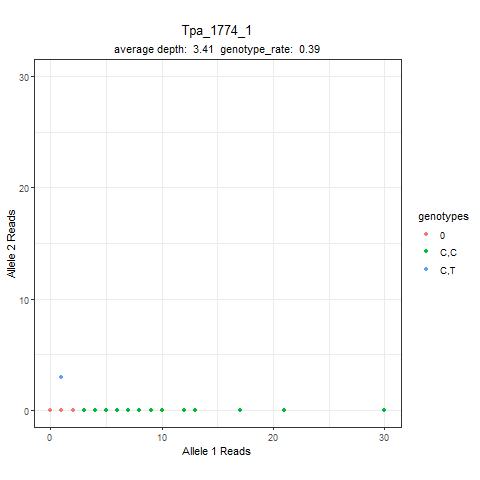 Tpa_1774_1
average depth: 3.41 genotype_rate: 0.39
30
20
10
0
Allele 2 Reads
0 10 20 30
Allele 1 Reads
genotypes
0
C,C
C,T